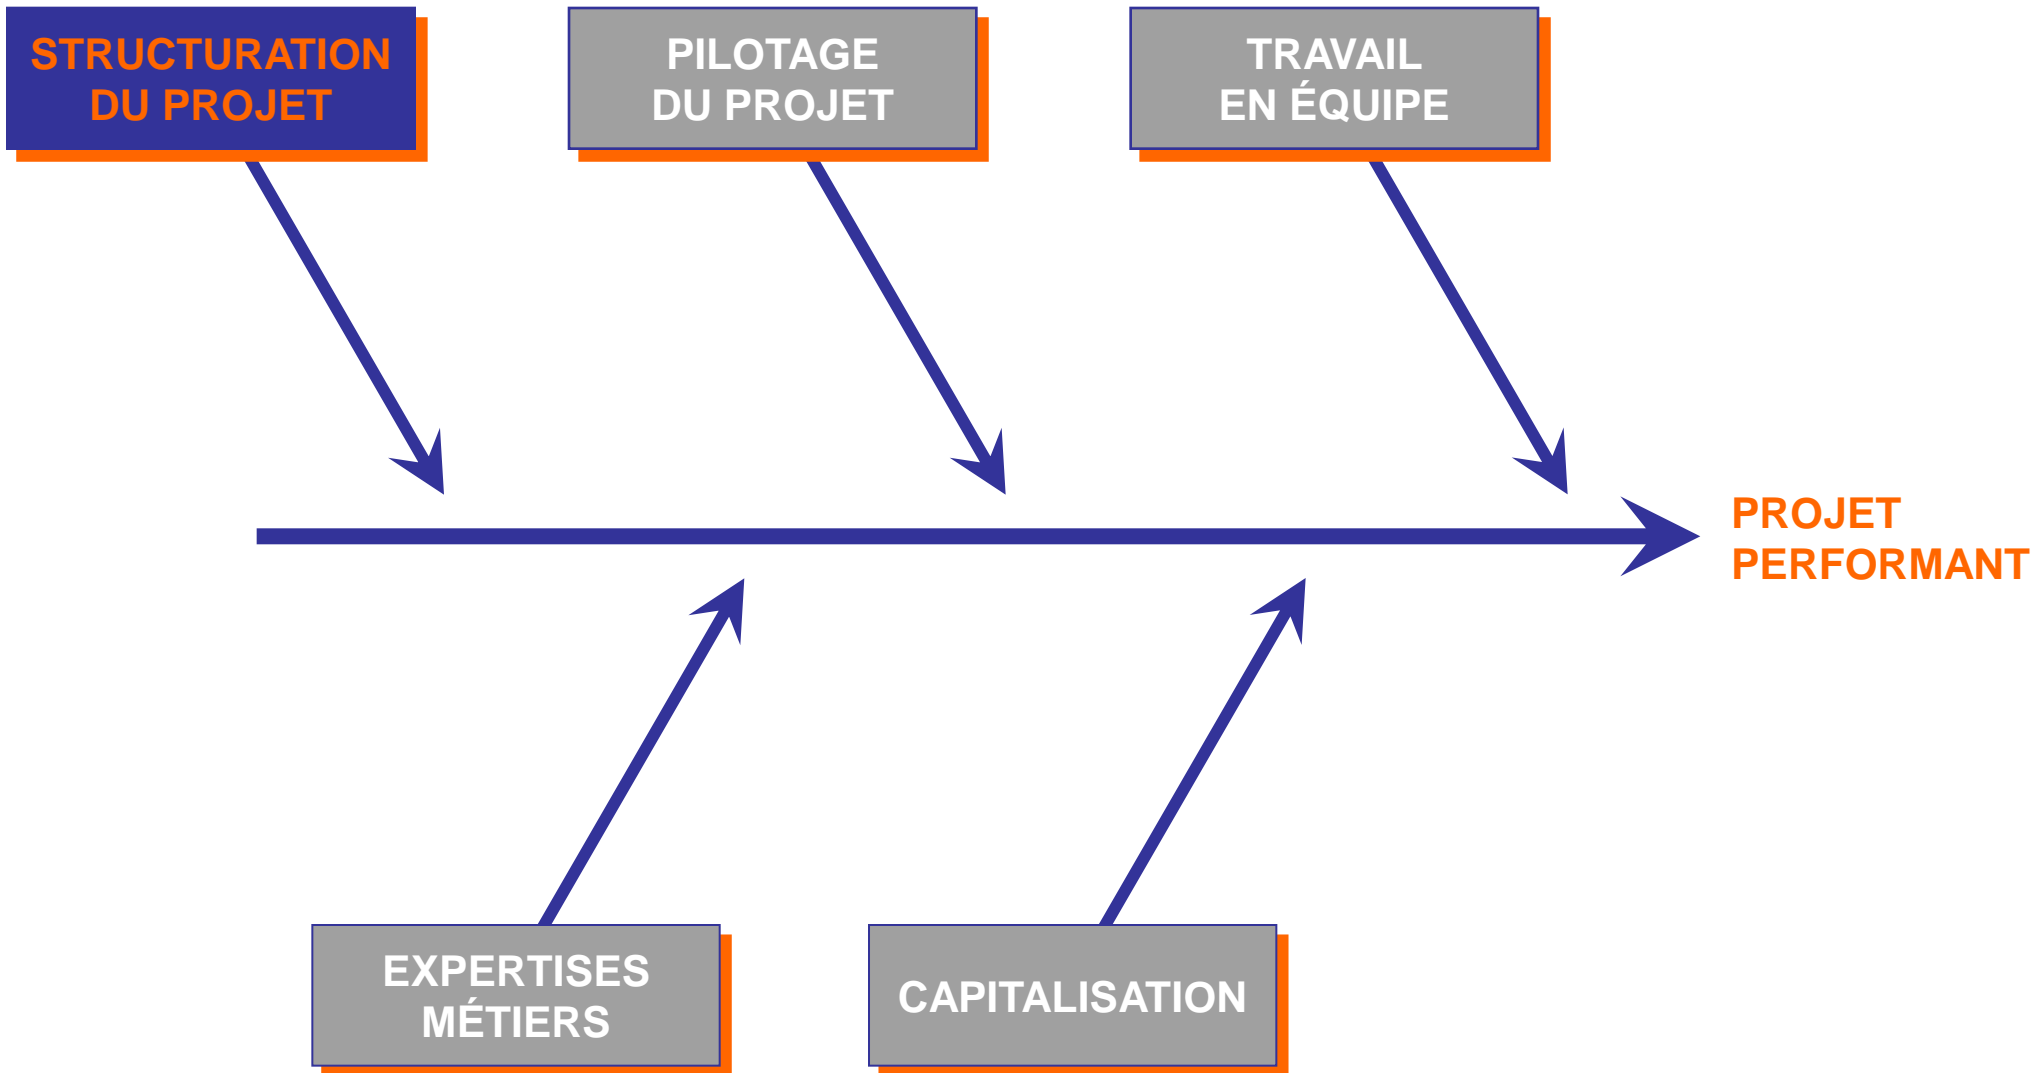 STRUCTURATION
DU PROJET
PILOTAGE
DU PROJET
TRAVAIL
EN ÉQUIPE
PROJET
PERFORMANT
EXPERTISES
MÉTIERS
CAPITALISATION